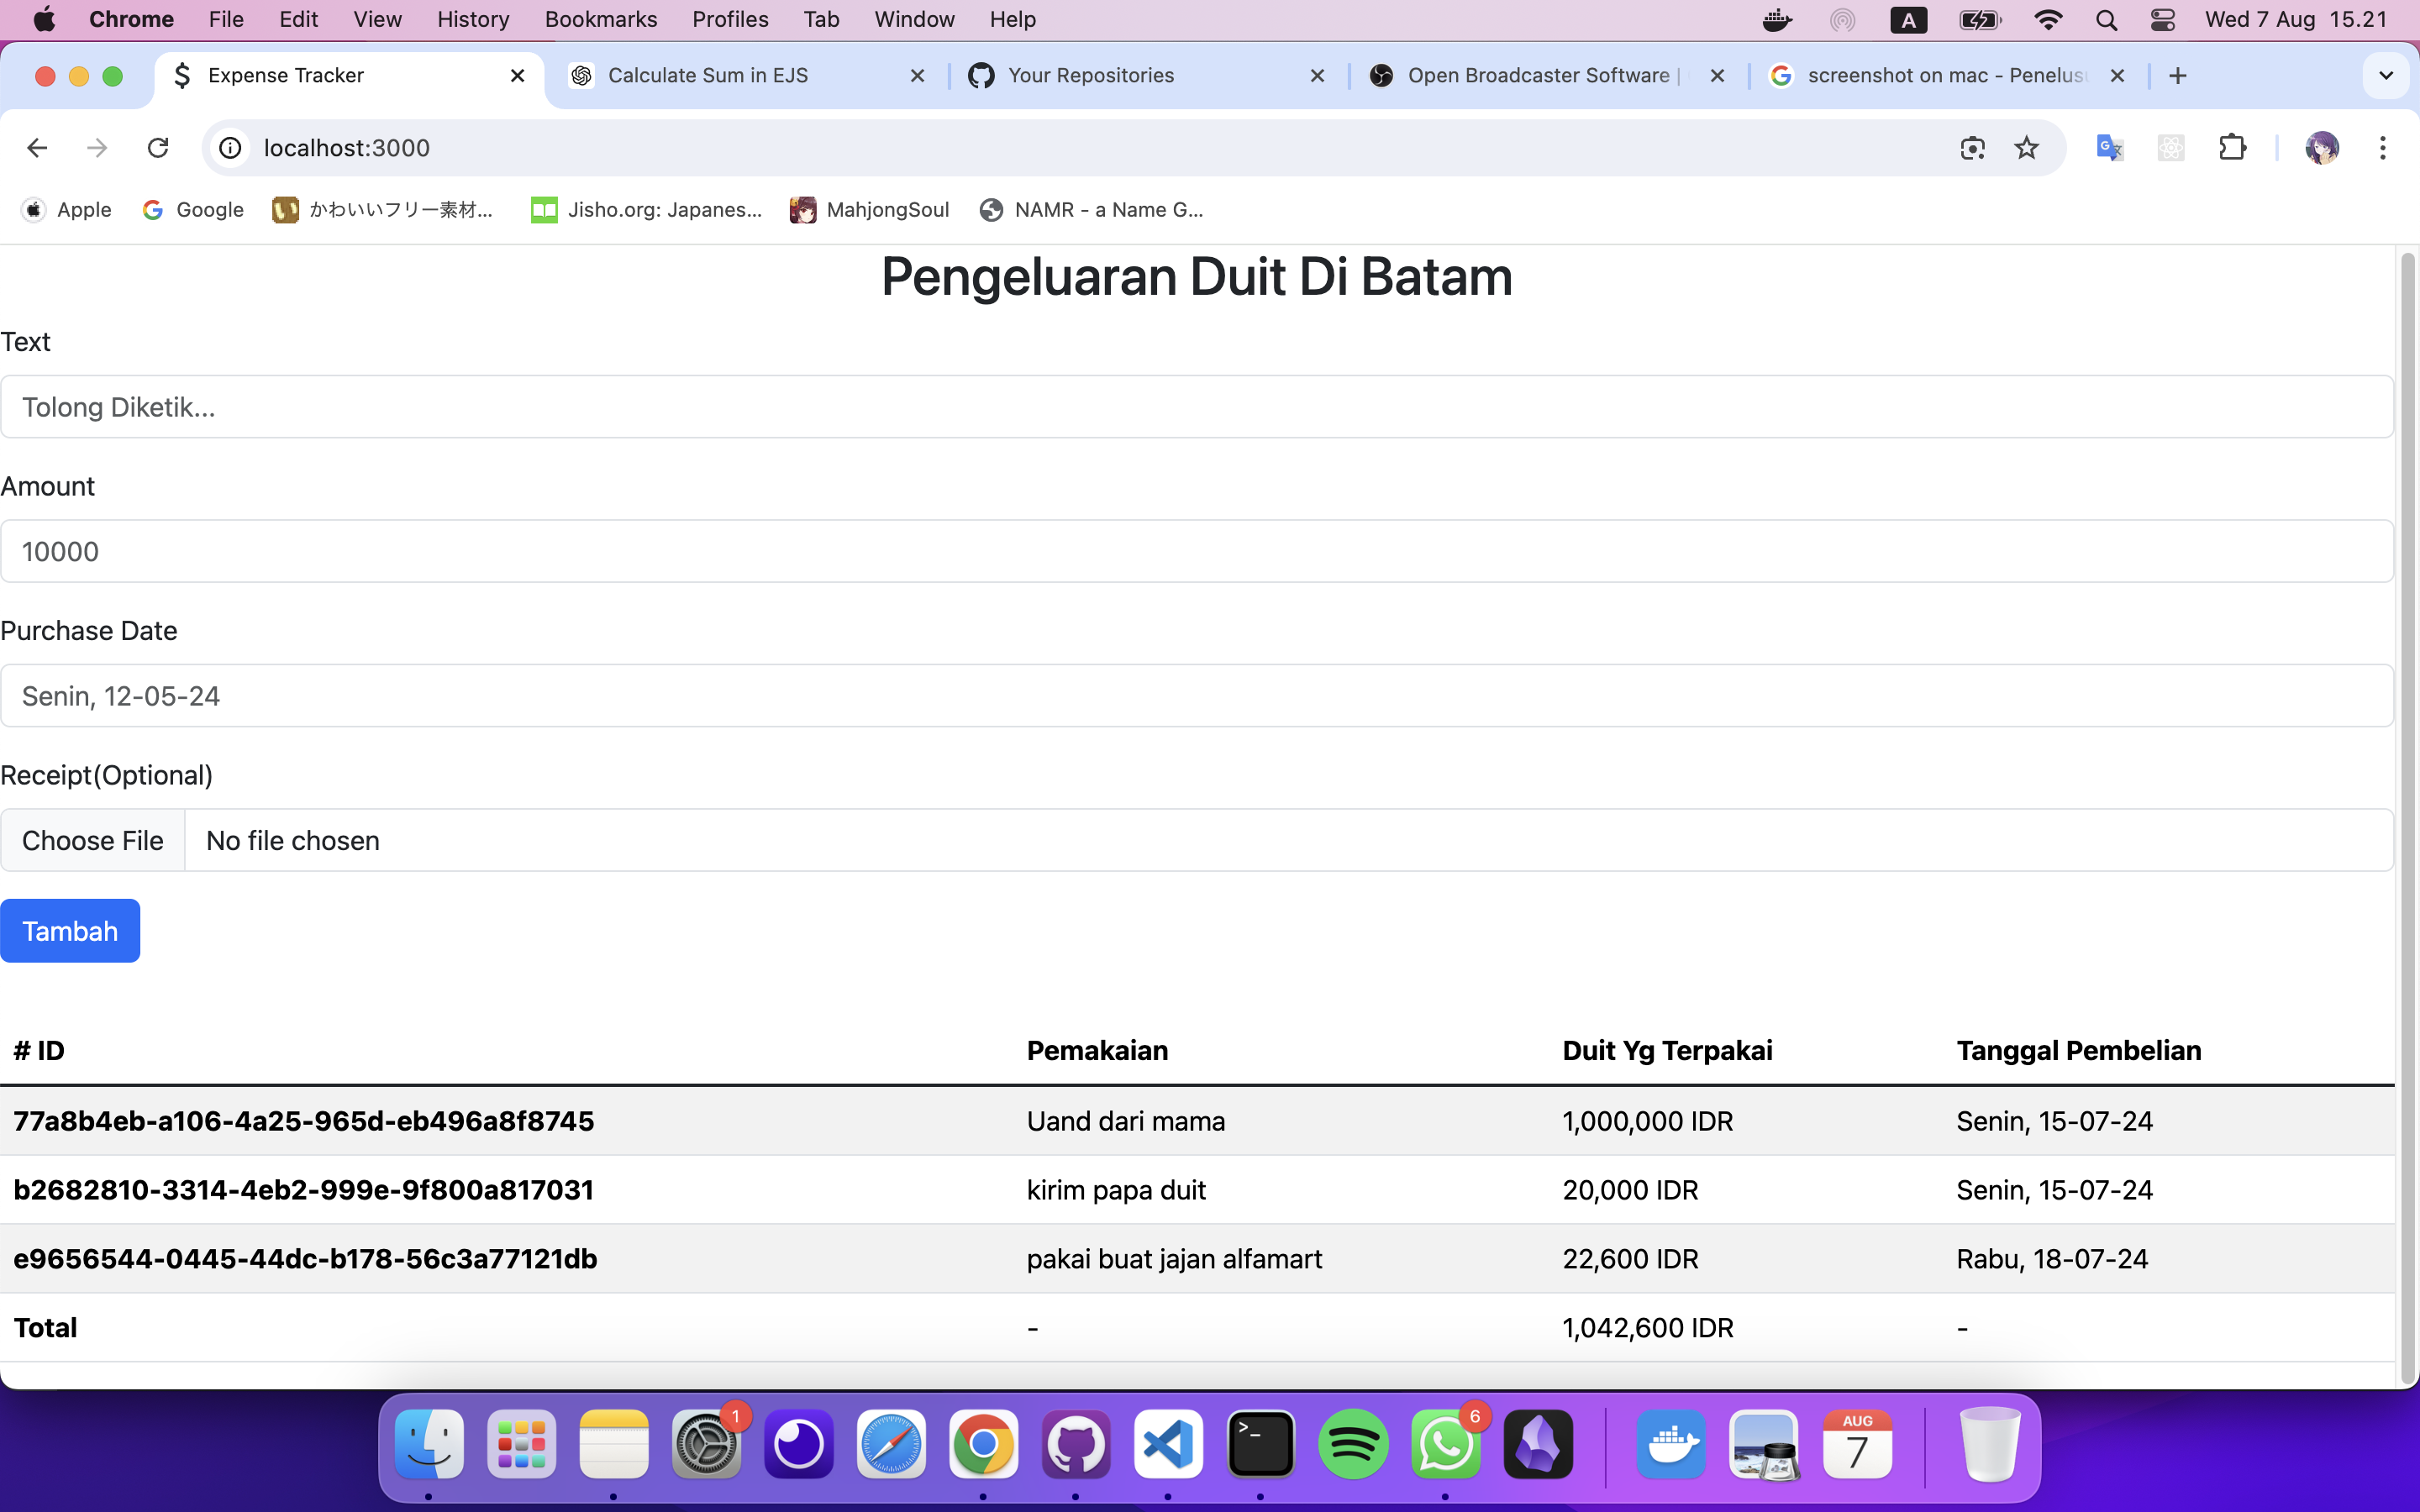 Chrome File Edit View History Bookmarks Profiles Tab Window Help A Wed 7 Aug 15.21
Expense Tracker Calculate Sum in EJS Your Repositories Open Broadcaster Software | screenshot on mac - Penelus
localhost:3000
Apple Google かわいいフリー素材... Jisho.org: Japanes... MahjongSoul NAMR - a Name G...
Pengeluaran Duit Di Batam
Text
Tolong Diketik...
Amount
10000
Purchase Date
Senin, 12-05-24
Receipt(Optional)
Choose File No file chosen
Tambah
# ID Pemakaian Duit Yg Terpakai Tanggal Pembelian
77a8b4eb-a106-4a25-965d-eb496a8f8745 Uand dari mama 1,000,000 IDR Senin, 15-07-24
b2682810-3314-4eb2-999e-9f800a817031 kirim papa duit 20,000 IDR Senin, 15-07-24
e9656544-0445-44dc-b178-56c3a77121db pakai buat jajan alfamart 22,600 IDR Rabu, 18-07-24
Total - 1,042,600 IDR -
1 6 AUG
7